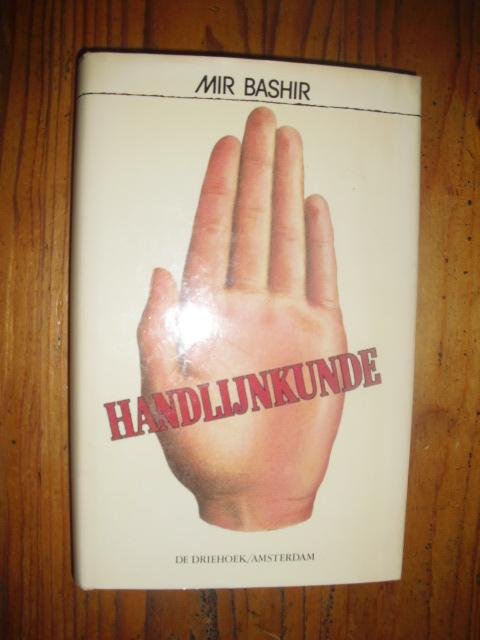 MIR BASHIR
HANDLIJNKUNDE
DE DRIEHOEK/AMSTERDAM